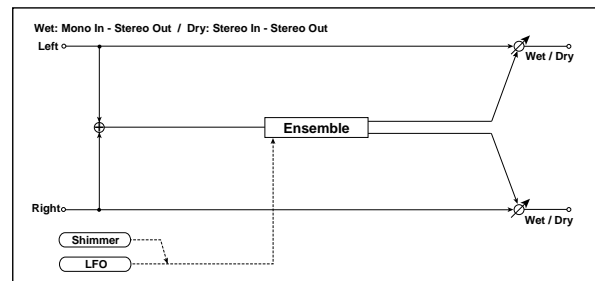 Wet: Mono In - Stereo Out / Dry: Stereo In - Stereo Out
Left
Wet / Dry
Ensemble
Right
Wet / Dry
Shimmer
LFO